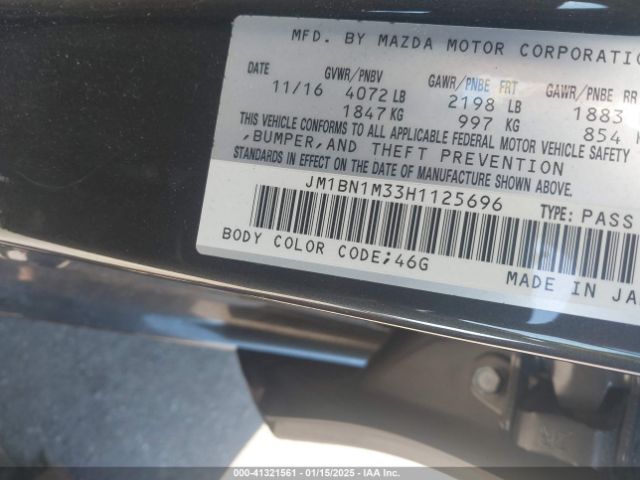 MFD. BY MAZDA MOTOR CORPORATION
DATE GVWR/PNBV GAWR/PNBE FRT GAWR/PNBE RR
11/16 4072 LB 2198 LB 1883
1847 KG 997 KG 854
THIS VEHICLE CONFORMS TO ALL APPLICABLE FEDERAL MOTOR VEHICLE SAFETY
,BUMPER,AND THEFT PREVENTION
STANDARDS IN EFFECT ON THE DATE OF MANUFACTURE SHOWN ABOVE.
JM1BN1M33H1125696 TYPE: PASS
BODY COLOR CODE;46G MADE IN JA
000-41321561 - 01/15/2025 - IAA Inc.